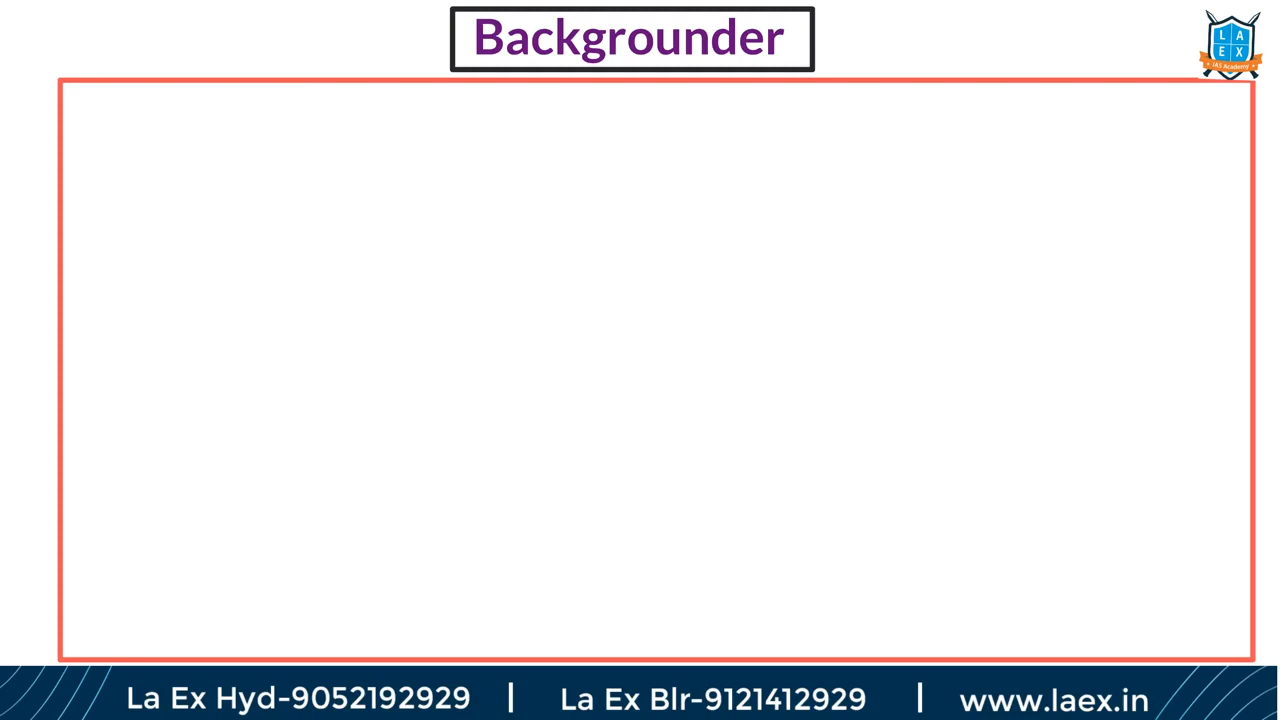 Backgrounder
L A
E X
IAS Academy
La Ex Hyd-9052192929 | La Ex Blr-9121412929 | www.laex.in